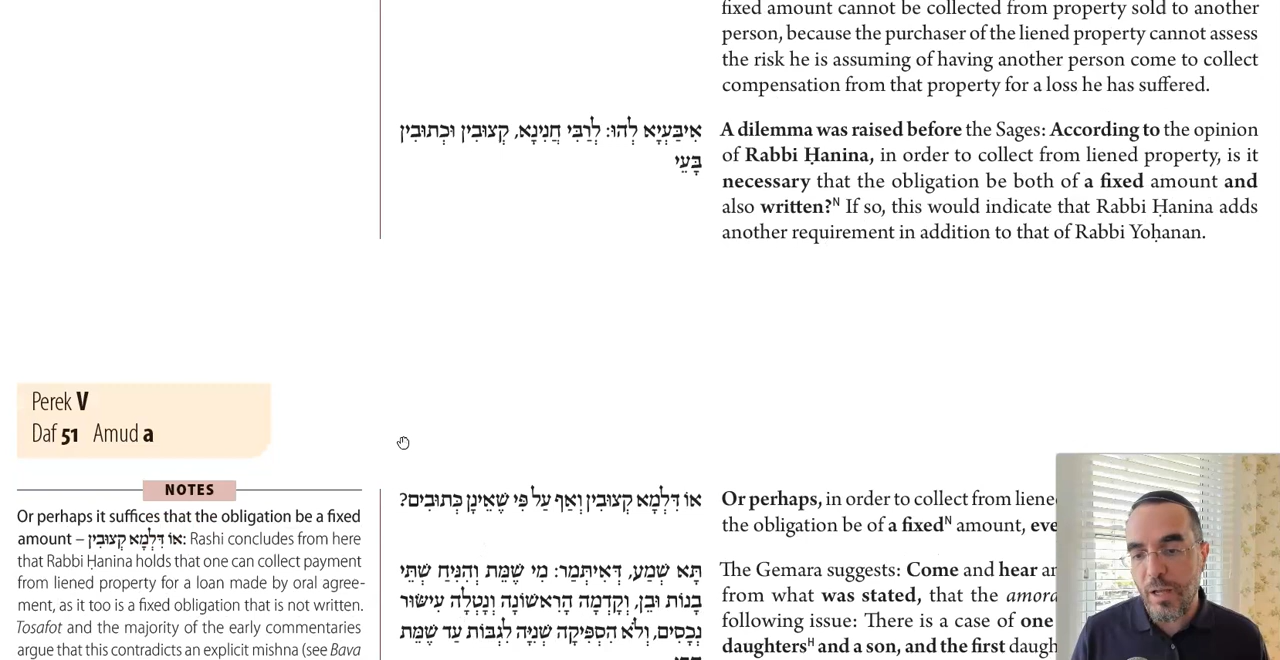 fixed amount cannot be collected from property sold to another
person, because the purchaser of the liened property cannot assess
the risk he is assuming of having another person come to collect
compensation from that property for a loss he has suffered.
אִיבַּעְיָא לְהוּ: לְרַבִּי חֲנִינָא, קְצוּבִין וּכְתוּבִין
בָּעֵי
A dilemma was raised before the Sages: According to the opinion
of Rabbi Ḥanina, in order to collect from liened property, is it
necessary that the obligation be both of a fixed amount and
also written?ᴺ If so, this would indicate that Rabbi Ḥanina adds
another requirement in addition to that of Rabbi Yoḥanan.
Perek V
Daf 51 Amud a
NOTES
Or perhaps it suffices that the obligation be a fixed
amount – אוֹ דִּלְמָא קְצוּבִין: Rashi concludes from here
that Rabbi Ḥanina holds that one can collect payment
from liened property for a loan made by oral agree-
ment, as it too is a fixed obligation that is not written.
Tosafot and the majority of the early commentaries
argue that this contradicts an explicit mishna (see Bava
אוֹ דִּלְמָא קְצוּבִין וְאַף עַל פִּי שֶׁאֵינָן כְּתוּבִים?
תָּא שְׁמַע, דְּאִיתְּמַר: מִי שֶׁמֵּת וְהִנִּיחַ שְׁתֵּי
בָנוֹת וּבֵן, וְקָדְמָה הָרִאשׁוֹנָה וְנָטְלָה עִישּׂוּר
נְכָסִים, וְלֹא הִסְפִּיקָה שְׁנִיָּה לִגְבּוֹת עַד שֶׁמֵּת
Or perhaps, in order to collect from liene
the obligation be of a fixedᴺ amount, eve
The Gemara suggests: Come and hear an
from what was stated, that the amora
following issue: There is a case of one
daughtersᴴ and a son, and the first daugh